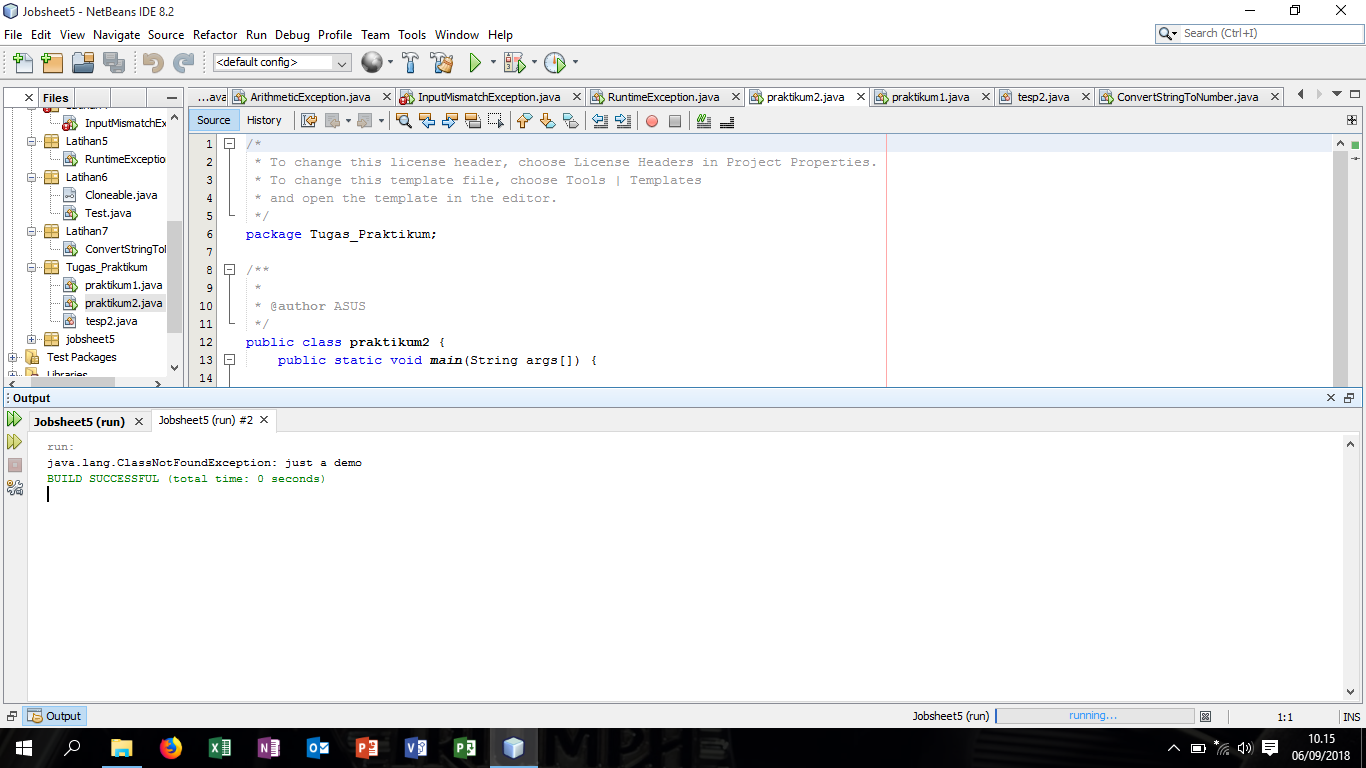 Jobsheet5 - NetBeans IDE 8.2
File Edit View Navigate Source Refactor Run Debug Profile Team Tools Window Help
Search (Ctrl+I)
<default config>
Files
...ava ArithmeticException.java InputMismatchException.java RuntimeException.java praktikum2.java praktikum1.java tesp2.java ConvertStringToNumber.java
Source History
InputMismatchEx
Latihan5
RuntimeExceptio
Latihan6
Cloneable.java
Test.java
Latihan7
ConvertStringTol
Tugas_Praktikum
praktikum1.java
praktikum2.java
tesp2.java
jobsheet5
Test Packages
Libraries
1 /*
2 * To change this license header, choose License Headers in Project Properties.
3 * To change this template file, choose Tools | Templates
4 * and open the template in the editor.
5 */
6 package Tugas_Praktikum;
7
8 /**
9 *
10 * @author ASUS
11 */
12 public class praktikum2 {
13 public static void main(String args[]) {
14
Output
Jobsheet5 (run) Jobsheet5 (run) #2
run:
java.lang.ClassNotFoundException: just a demo
BUILD SUCCESSFUL (total time: 0 seconds)
Output
Jobsheet5 (run) running... 1:1 INS
10.15
06/09/2018